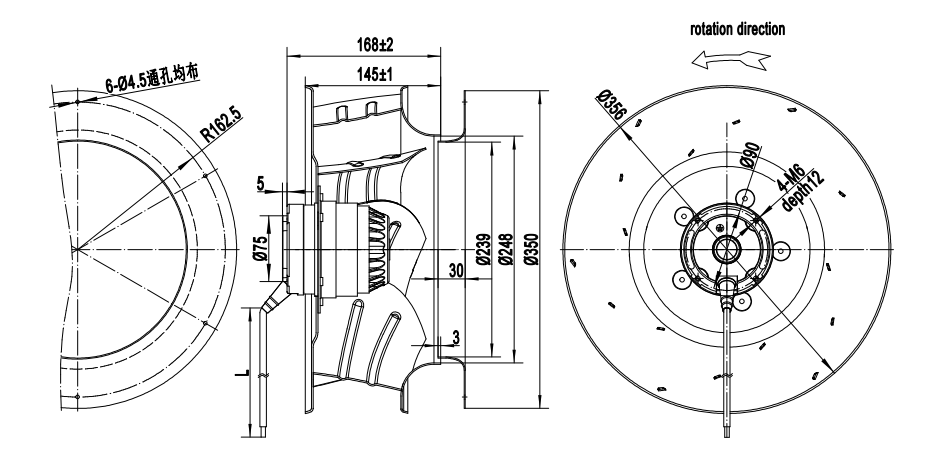 rotation direction
168±2
145±1
6-Ø4.5通孔均布
R162.5
Ø356
Ø90
4-M6
depth12
5
Ø75
Ø239
Ø248
Ø350
30
3
L